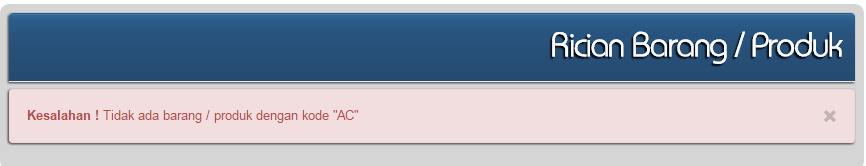 Rician Barang / Produk
Kesalahan ! Tidak ada barang / produk dengan kode "AC"
×